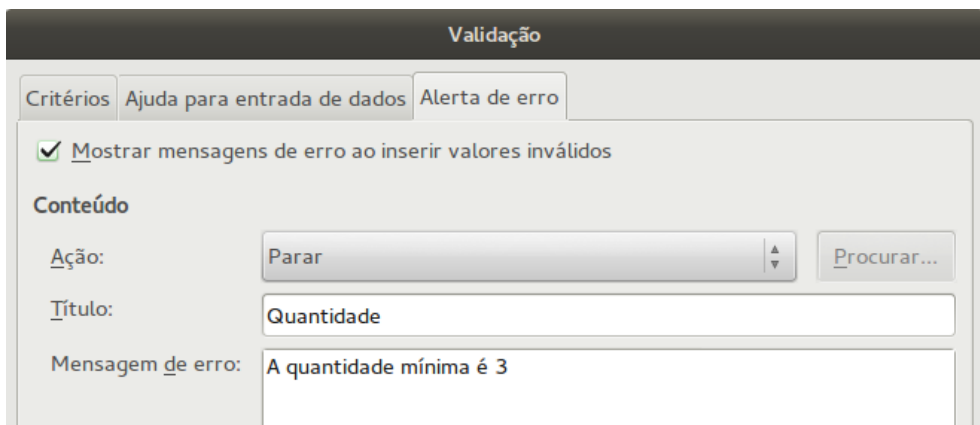 Validação
Critérios Ajuda para entrada de dados Alerta de erro
Mostrar mensagens de erro ao inserir valores inválidos
Conteúdo
Ação: Parar Procurar...
Título: Quantidade
Mensagem de erro: A quantidade mínima é 3